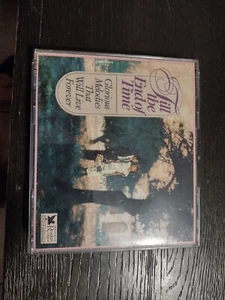 Till
the
End of
Time
Glorious
Melodies
That
Will Live
Forever